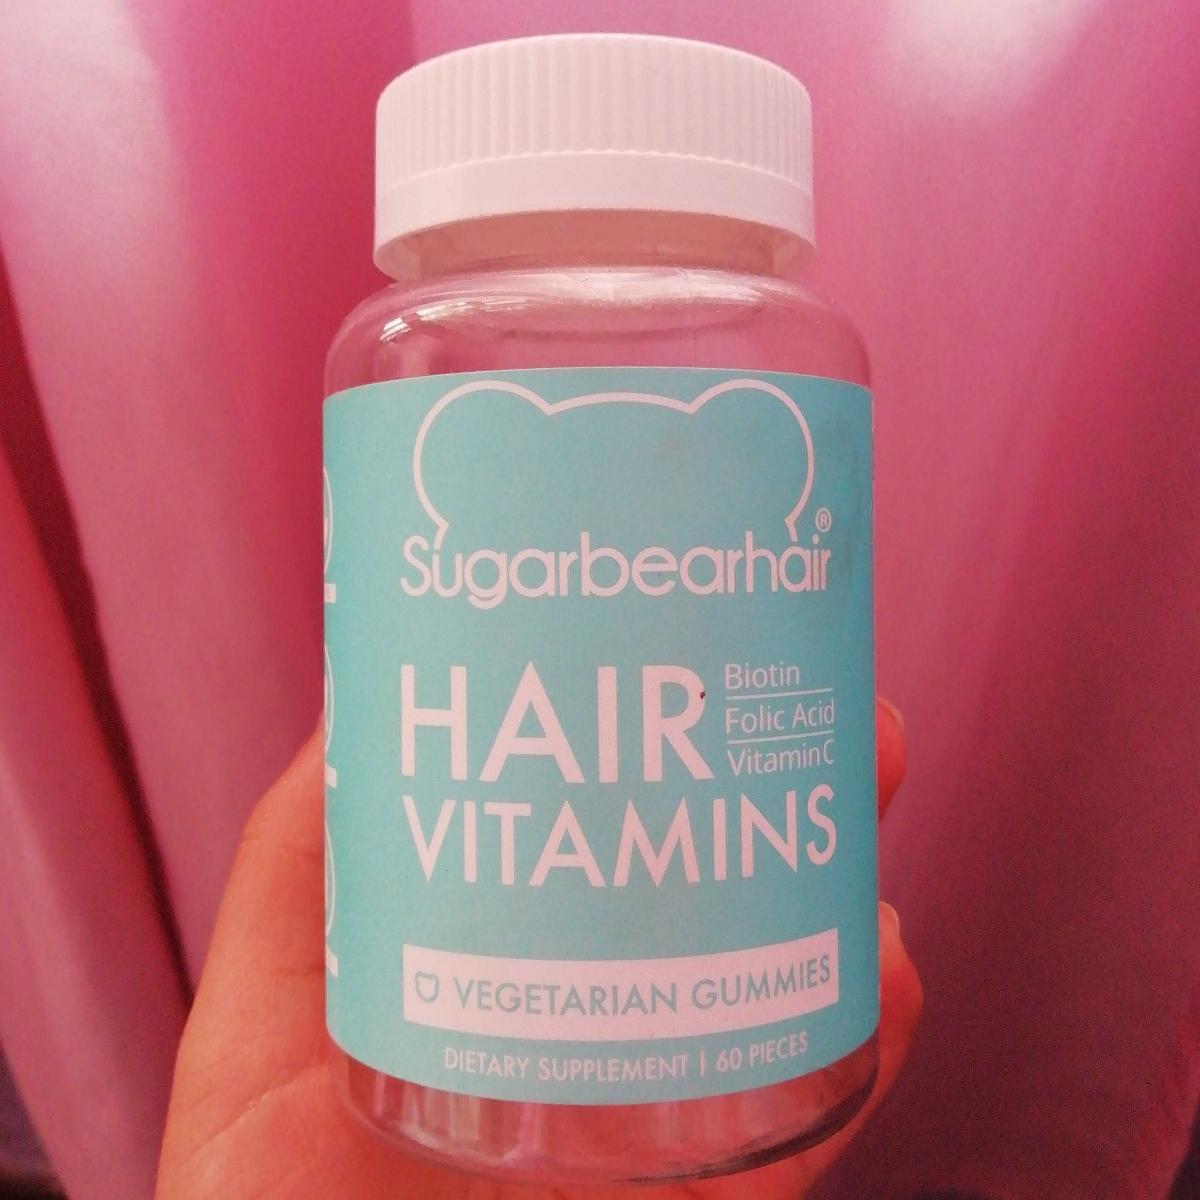 Sugarbearhair®
HAIR
Biotin
Folic Acid
Vitamin C
VITAMINS
VEGETARIAN GUMMIES
DIETARY SUPPLEMENT | 60 PIECES